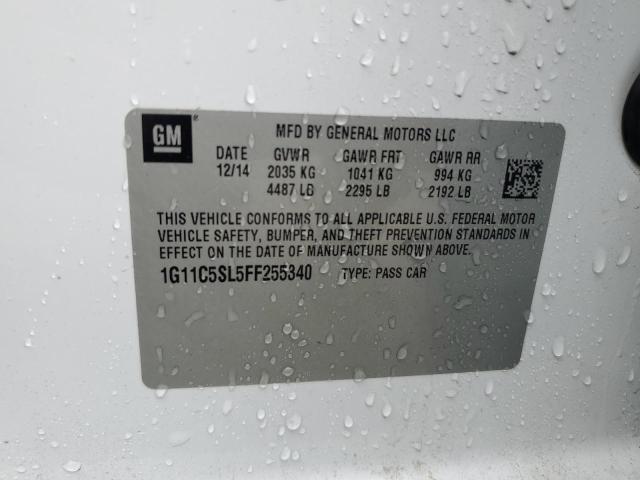 GM
MFD BY GENERAL MOTORS LLC
DATE GVWR GAWR FRT GAWR RR
12/14 2035 KG 1041 KG 994 KG
4487 LB 2295 LB 2192 LB
THIS VEHICLE CONFORMS TO ALL APPLICABLE U.S. FEDERAL MOTOR
VEHICLE SAFETY, BUMPER, AND THEFT PREVENTION STANDARDS IN
EFFECT ON THE DATE OF MANUFACTURE SHOWN ABOVE.
1G11C5SL5FF255340 TYPE: PASS CAR